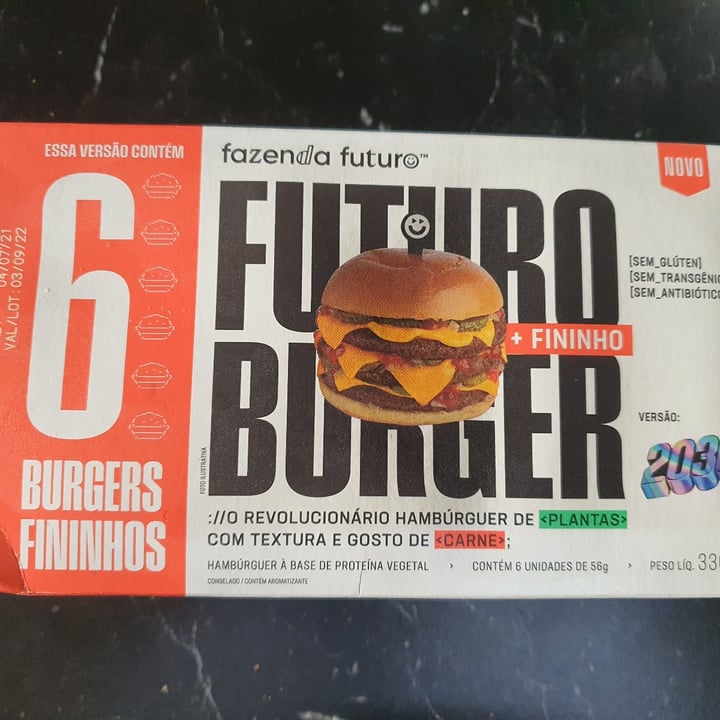 ESSA VERSÃO CONTÉM
6
BURGERS
FININHOS
04/07/21
VAL/LOT:03/09/22
fazenda futuro™
NOVO
FUTURO
+ FININHO
BURGER
[SEM_GLÚTEN]
[SEM_TRANSGÊNIC
[SEM_ANTIBIÓTICO
VERSÃO:
203
FOTO ILUSTRATIVA
://O REVOLUCIONÁRIO HAMBÚRGUER DE <PLANTAS>
COM TEXTURA E GOSTO DE <CARNE>;
HAMBÚRGUER À BASE DE PROTEÍNA VEGETAL > CONTÉM 6 UNIDADES DE 56g > PESO LÍQ. 33
CONGELADO / CONTÉM AROMATIZANTE